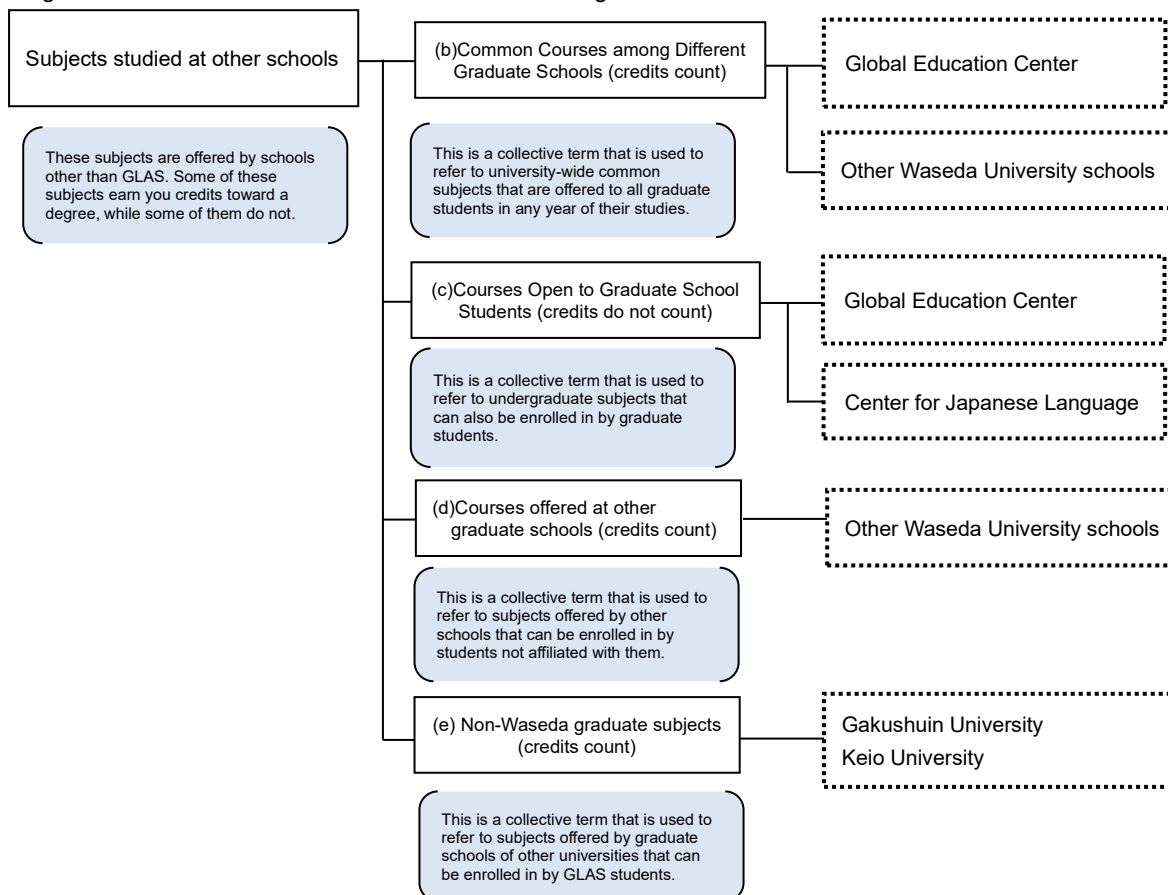 Subjects studied at other schools
These subjects are offered by schools
other than GLAS. Some of these
subjects earn you credits toward a
degree, while some of them do not.
(b)Common Courses among Different
Graduate Schools (credits count)
Global Education Center
Other Waseda University schools
This is a collective term that is used to
refer to university-wide common
subjects that are offered to all graduate
students in any year of their studies.
(c)Courses Open to Graduate School
Students (credits do not count)
Global Education Center
Center for Japanese Language
This is a collective term that is used to
refer to undergraduate subjects that
can also be enrolled in by graduate
students.
(d)Courses offered at other
graduate schools (credits count)
Other Waseda University schools
This is a collective term that is used to
refer to subjects offered by other
schools that can be enrolled in by
students not affiliated with them.
(e) Non-Waseda graduate subjects
(credits count)
Gakushuin University
Keio University
This is a collective term that is used to
refer to subjects offered by graduate
schools of other universities that can
be enrolled in by GLAS students.